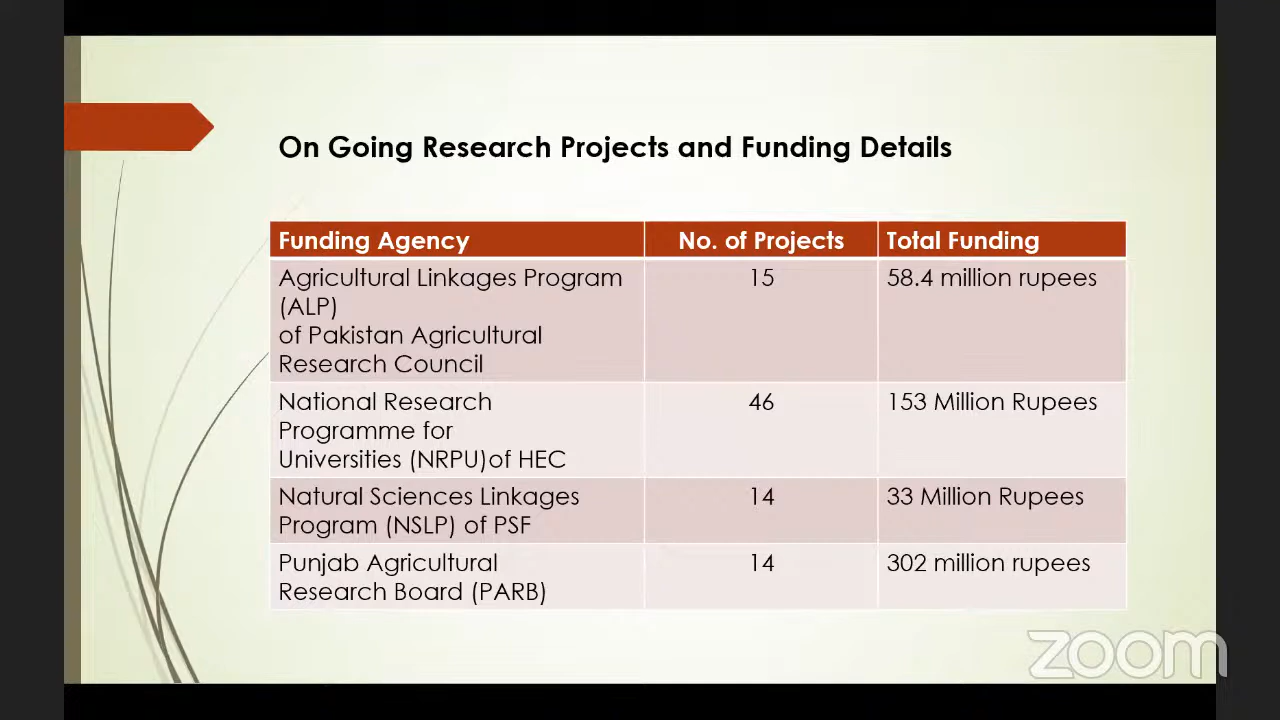 On Going Research Projects and Funding Details
Funding Agency No. of Projects Total Funding
Agricultural Linkages Program 15 58.4 million rupees
(ALP)
of Pakistan Agricultural
Research Council
National Research 46 153 Million Rupees
Programme for
Universities (NRPU)of HEC
Natural Sciences Linkages 14 33 Million Rupees
Program (NSLP) of PSF
Punjab Agricultural 14 302 million rupees
Research Board (PARB)
zoom